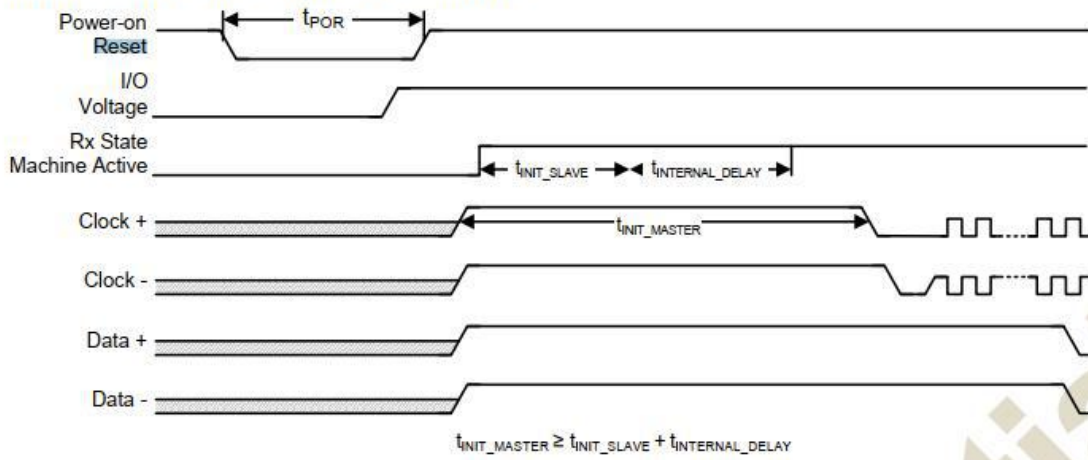 Power-on
Reset
tPOR
I/O
Voltage
Rx State
Machine Active
tINIT_SLAVE
tINTERNAL_DELAY
Clock +
tINIT_MASTER
Clock -
Data +
Data -
tINIT_MASTER ≥ tINIT_SLAVE + tINTERNAL_DELAY